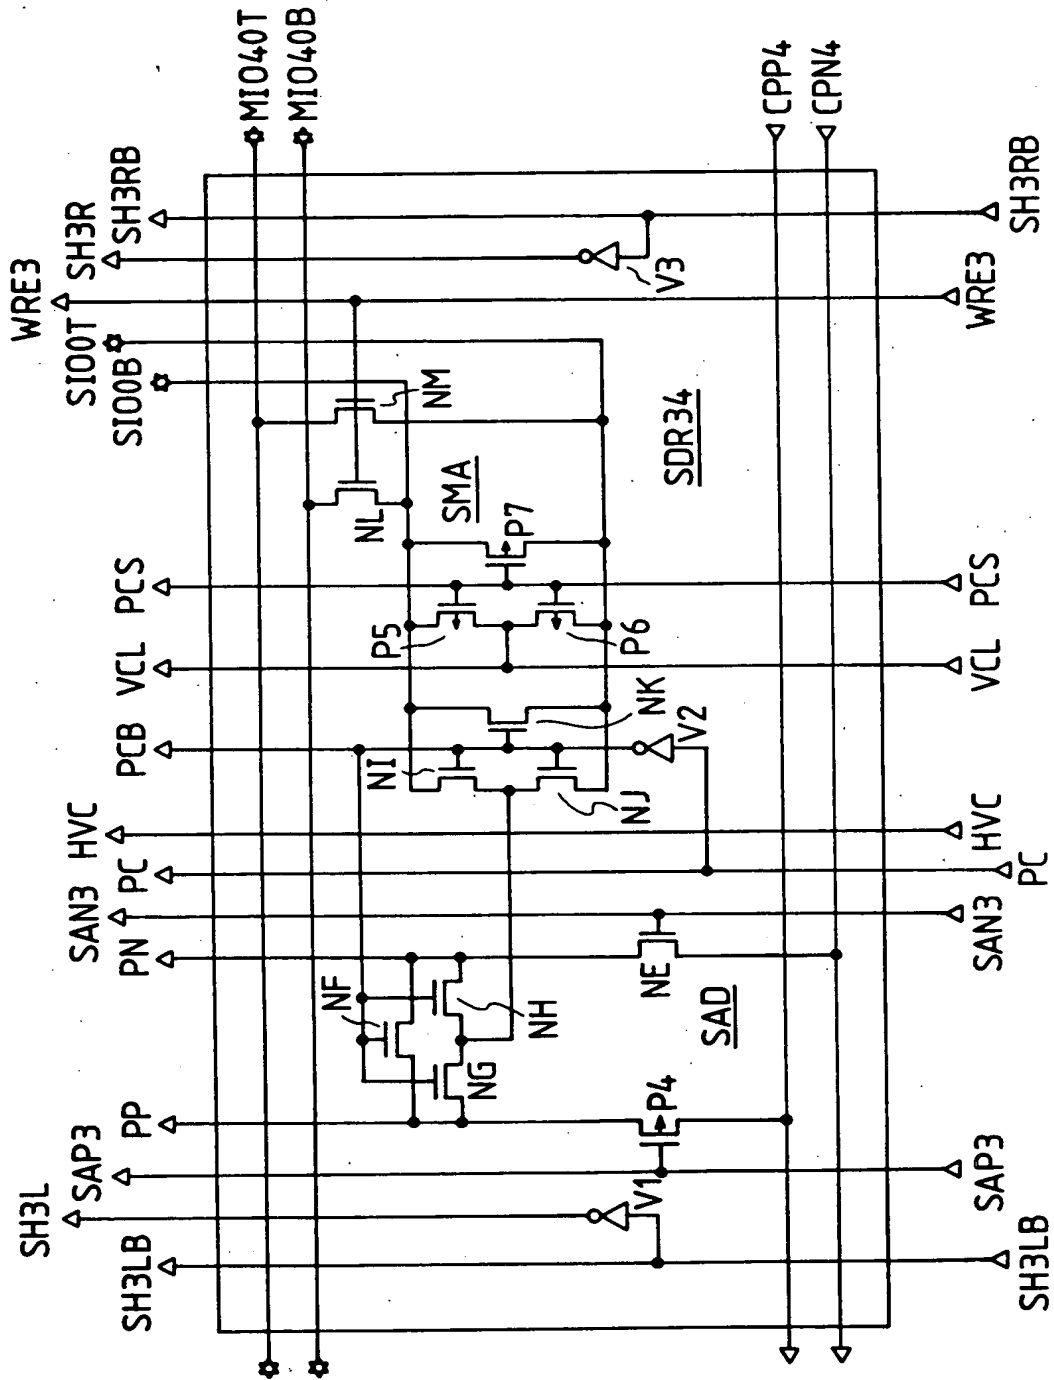 MIO40T
MIO40B
CPP4
CPN4
SH3RB
SH3R
WRE3
SIO0T
SIO0B
PCS
VCL
PCB
HVC
PC
SAN3
PN
PP
SAP3
SH3L
SH3LB
V3
NM
NL
SMA
SDR34
P7
P5
P6
NK
V2
NI
NJ
NF
NH
NG
NE
SAD
P4
V1
SH3RB
WRE3
PCS
VCL
HVC
PC
SAN3
SAP3
SH3LB